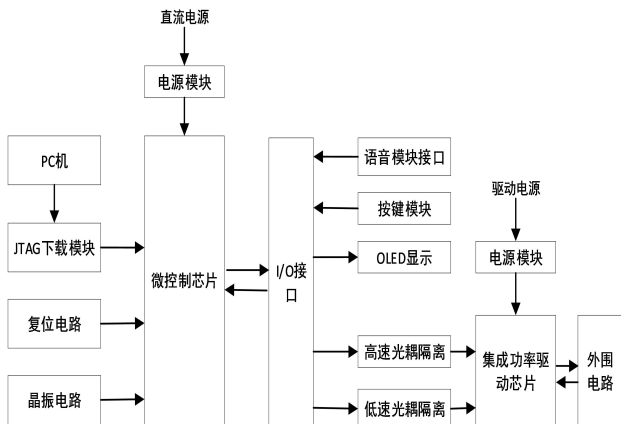 直流电源
电源模块
PC机
JTAG下载模块
复位电路
晶振电路
微控制芯片
I/O接
口
语音模块接口
按键模块
OLED显示
高速光耦隔离
低速光耦隔离
驱动电源
电源模块
集成功率驱
动芯片
外围
电路